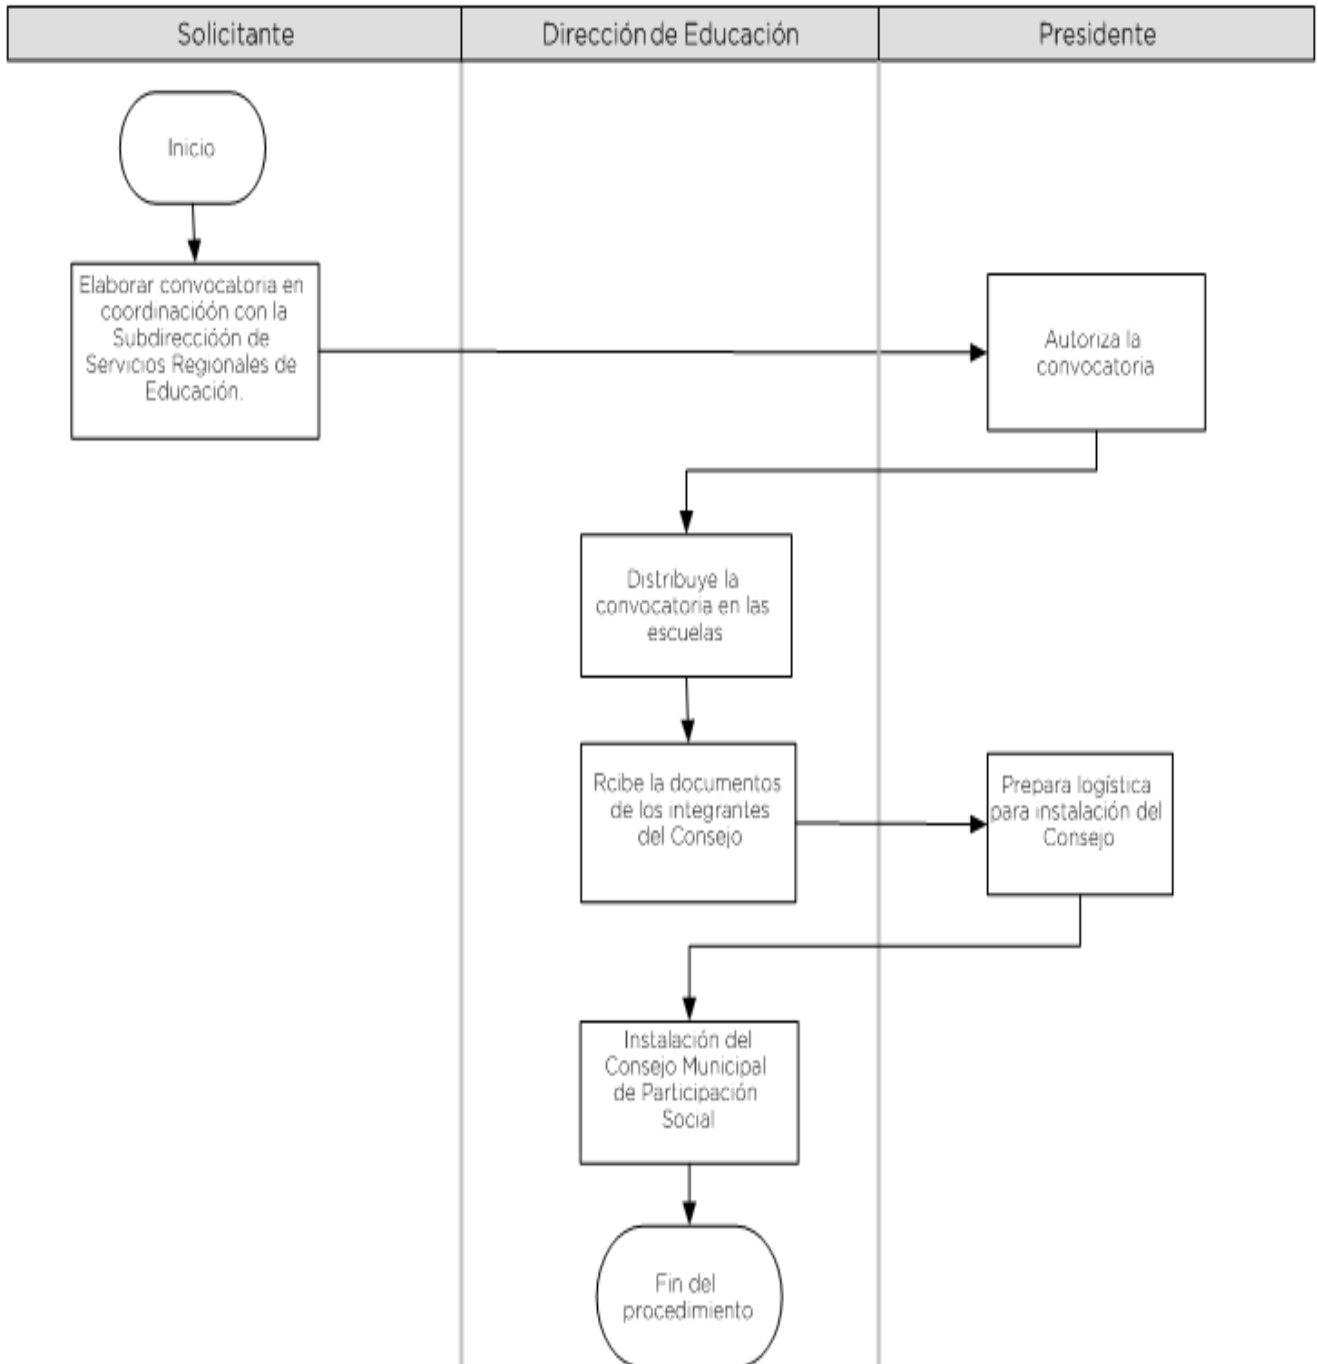 Solicitante
Dirección de Educación
Presidente
Inicio
Elaborar convocatoria en
coordinacióón con la
Subdireccióón de
Servicios Regionales de
Educación.
Autoriza la
convocatoria
Distribuye la
convocatoria en las
escuelas
Rcibe la documentos
de los integrantes
del Consejo
Prepara logística
para instalación del
Consejo
Instalación del
Consejo Municipal
de Participación
Social
Fin del
procedimiento